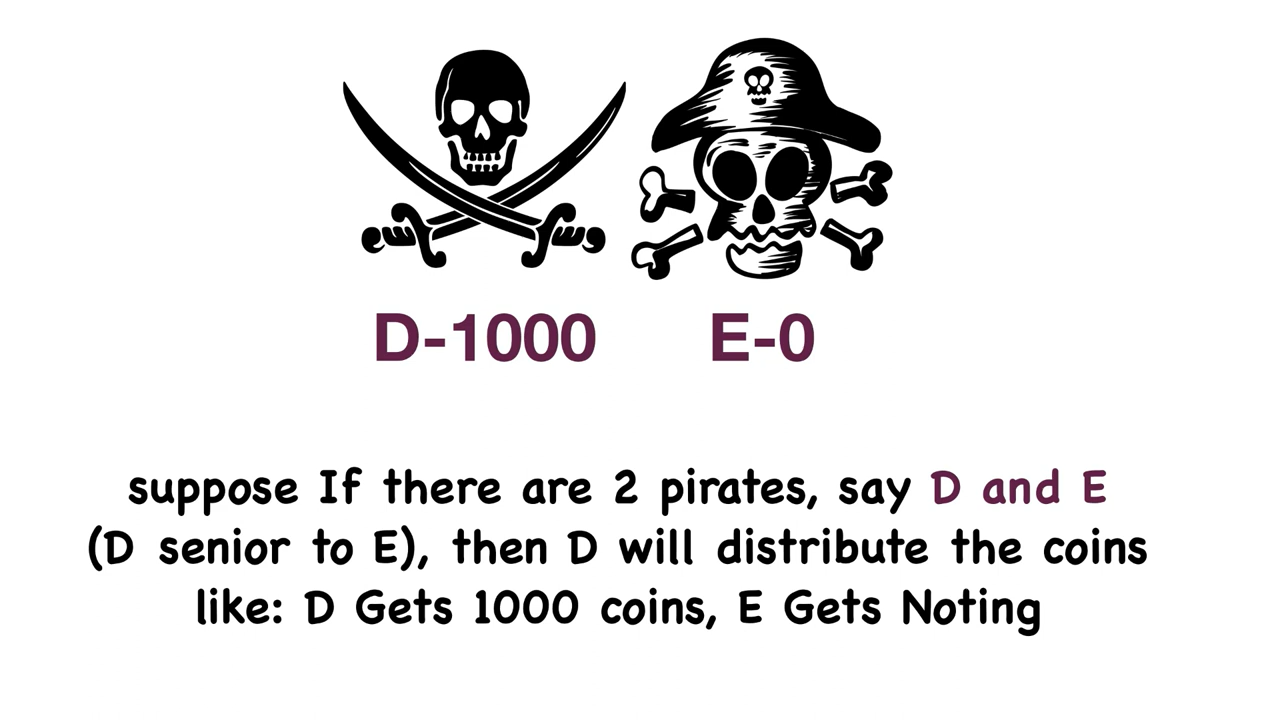 D-1000 E-0
suppose If there are 2 pirates, say D and E
(D senior to E), then D will distribute the coins
like: D Gets 1000 coins, E Gets Noting